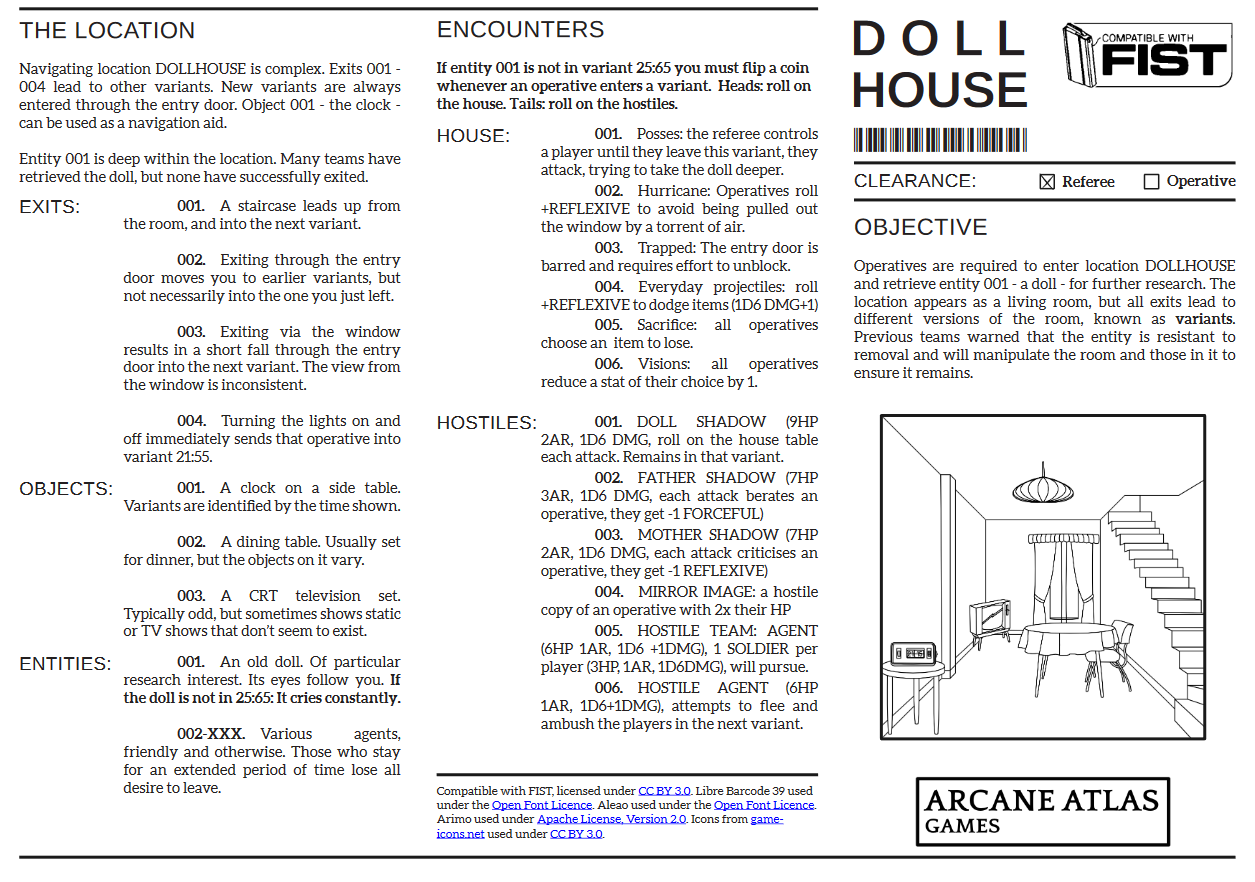 THE LOCATION
Navigating location DOLLHOUSE is complex. Exits 001 -
004 lead to other variants. New variants are always
entered through the entry door. Object 001 - the clock -
can be used as a navigation aid.
Entity 001 is deep within the location. Many teams have
retrieved the doll, but none have successfully exited.
EXITS:
001. A staircase leads up from
the room, and into the next variant.
002. Exiting through the entry
door moves you to earlier variants, but
not necessarily into the one you just left.
003. Exiting via the window
results in a short fall through the entry
door into the next variant. The view from
the window is inconsistent.
004. Turning the lights on and
off immediately sends that operative into
variant 21:55.
OBJECTS:
001. A clock on a side table.
Variants are identified by the time shown.
002. A dining table. Usually set
for dinner, but the objects on it vary.
003. A CRT television set.
Typically odd, but sometimes shows static
or TV shows that don't seem to exist.
ENTITIES:
001. An old doll. Of particular
research interest. Its eyes follow you. If
the doll is not in 25:65: It cries constantly.
002-XXX. Various agents,
friendly and otherwise. Those who stay
for an extended period of time lose all
desire to leave.
ENCOUNTERS
If entity 001 is not in variant 25:65 you must flip a coin
whenever an operative enters a variant. Heads: roll on
the house. Tails: roll on the hostiles.
HOUSE:
001. Posses: the referee controls
a player until they leave this variant, they
attack, trying to take the doll deeper.
002. Hurricane: Operatives roll
+REFLEXIVE to avoid being pulled out
the window by a torrent of air.
003. Trapped: The entry door is
barred and requires effort to unblock.
004. Everyday projectiles: roll
+REFLEXIVE to dodge items (1D6 DMG+1)
005. Sacrifice: all operatives
choose an item to lose.
006. Visions: all operatives
reduce a stat of their choice by 1.
HOSTILES:
001. DOLL SHADOW (9HP
2AR, 1D6 DMG, roll on the house table
each attack. Remains in that variant.
002. FATHER SHADOW (7HP
3AR, 1D6 DMG, each attack berates an
operative, they get -1 FORCEFUL)
003. MOTHER SHADOW (7HP
2AR, 1D6 DMG, each attack criticises an
operative, they get -1 REFLEXIVE)
004. MIRROR IMAGE: a hostile
copy of an operative with 2x their HP
005. HOSTILE TEAM: AGENT
(6HP 1AR, 1D6 +1DMG), 1 SOLDIER per
player (3HP, 1AR, 1D6DMG), will pursue.
006. HOSTILE AGENT (6HP
1AR, 1D6+1DMG), attempts to flee and
ambush the players in the next variant.
Compatible with FIST, licensed under CC BY 3.0. Libre Barcode 39 used
under the Open Font Licence. Aleao used under the Open Font Licence.
Arimo used under Apache License, Version 2.0. Icons from game-
icons.net used under CC BY 3.0.
DOLL
HOUSE
COMPATIBLE WITH
FIST
CLEARANCE: Referee Operative
OBJECTIVE
Operatives are required to enter location DOLLHOUSE
and retrieve entity 001 - a doll - for further research. The
location appears as a living room, but all exits lead to
different versions of the room, known as variants.
Previous teams warned that the entity is resistant to
removal and will manipulate the room and those in it to
ensure it remains.
ARCANE ATLAS
GAMES